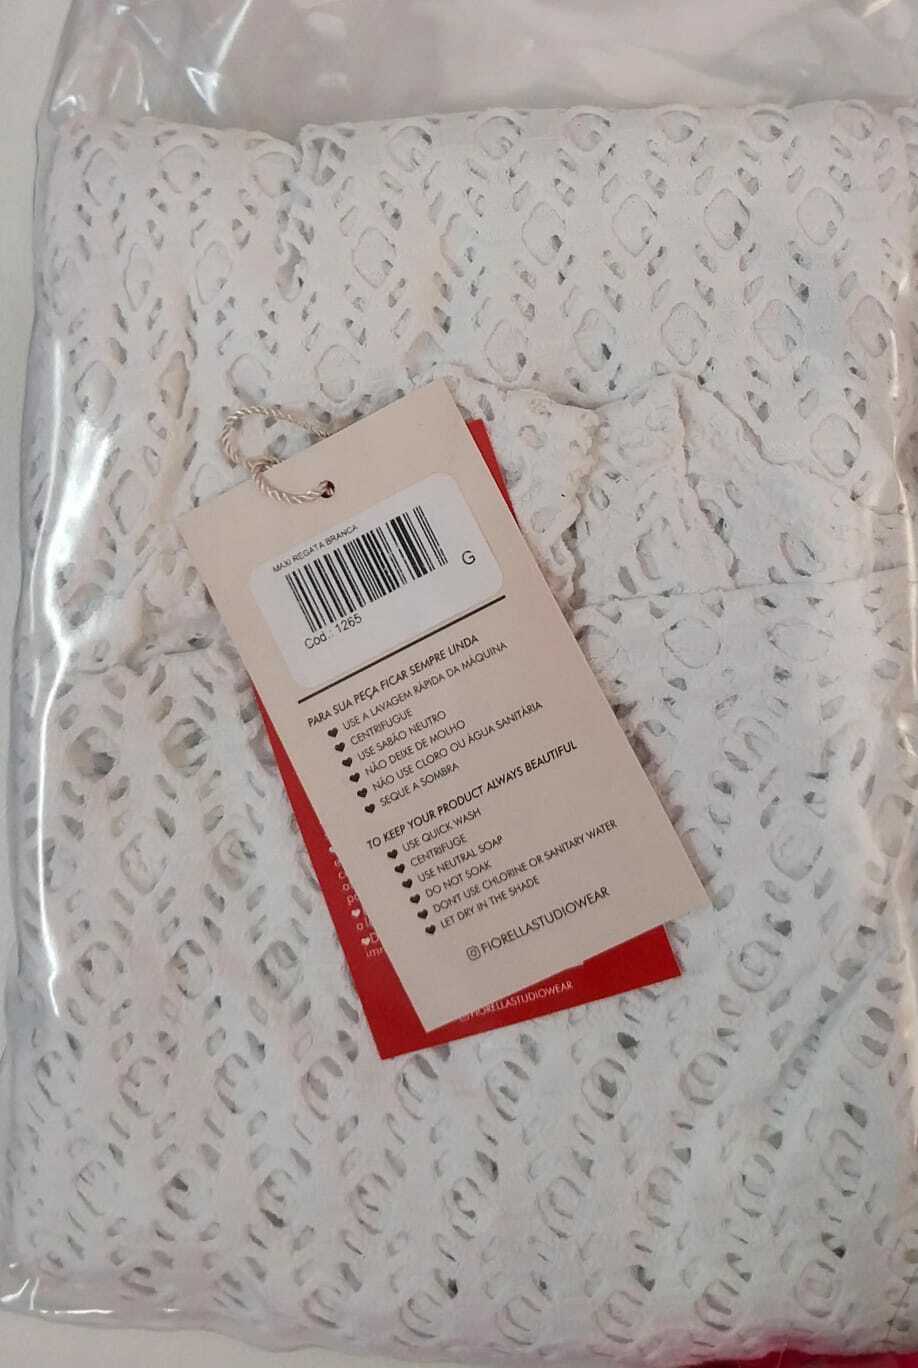 MAXI REGATA BRANCA
G
Cod.: 1265
PARA SUA PEÇA FICAR SEMPRE LINDA
USE A LAVAGEM RÁPIDA DA MÁQUINA
CENTRIFUGUE
USE SABÃO NEUTRO
NÃO DEIXE DE MOLHO
NÃO USE CLORO OU ÁGUA SANITÁRIA
SEQUE A SOMBRA
TO KEEP YOUR PRODUCT ALWAYS BEAUTIFUL
USE QUICK WASH
CENTRIFUGE
USE NEUTRAL SOAP
DO NOT SOAK
DONT USE CHLORINE OR SANITARY WATER
LET DRY IN THE SHADE
FIORELLASTUDIOWEAR
FIORELLASTUDIOWEAR